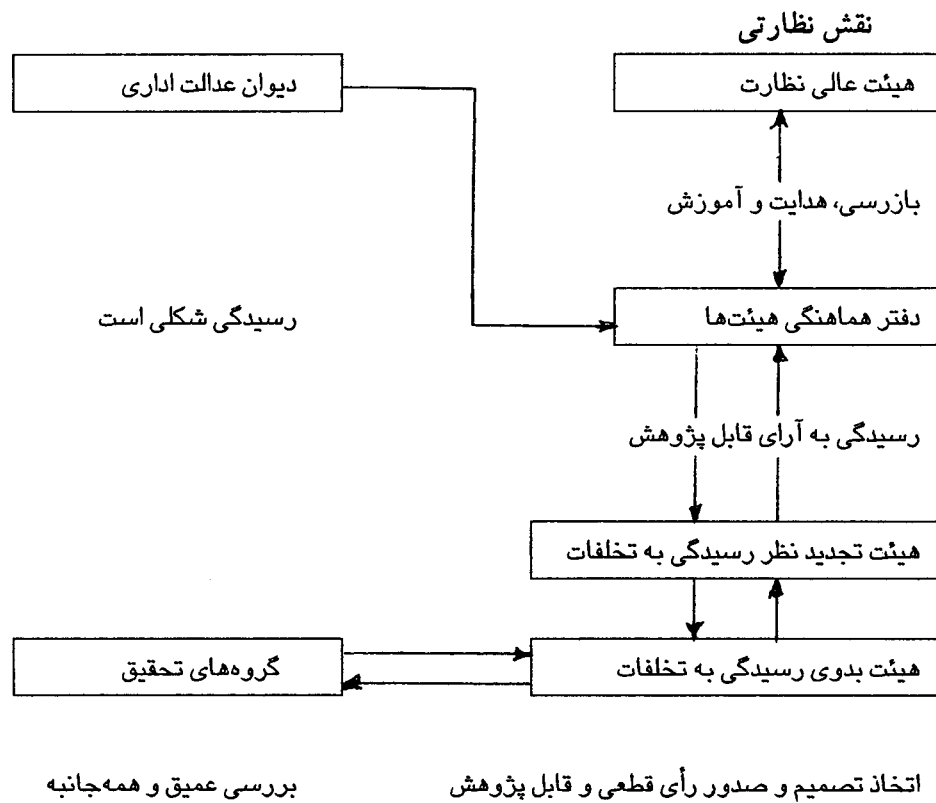 نقش نظارتی
هیئت عالی نظارت
دیوان عدالت اداری
بازرسی، هدایت و آموزش
دفتر هماهنگی هیئت‌ها
رسیدگی شکلی است
رسیدگی به آرای قابل پژوهش
هیئت تجدید نظر رسیدگی به تخلفات
هیئت بدوی رسیدگی به تخلفات
گروه‌های تحقیق
اتخاذ تصمیم و صدور رأی قطعی و قابل پژوهش
بررسی عمیق و همه‌جانبه